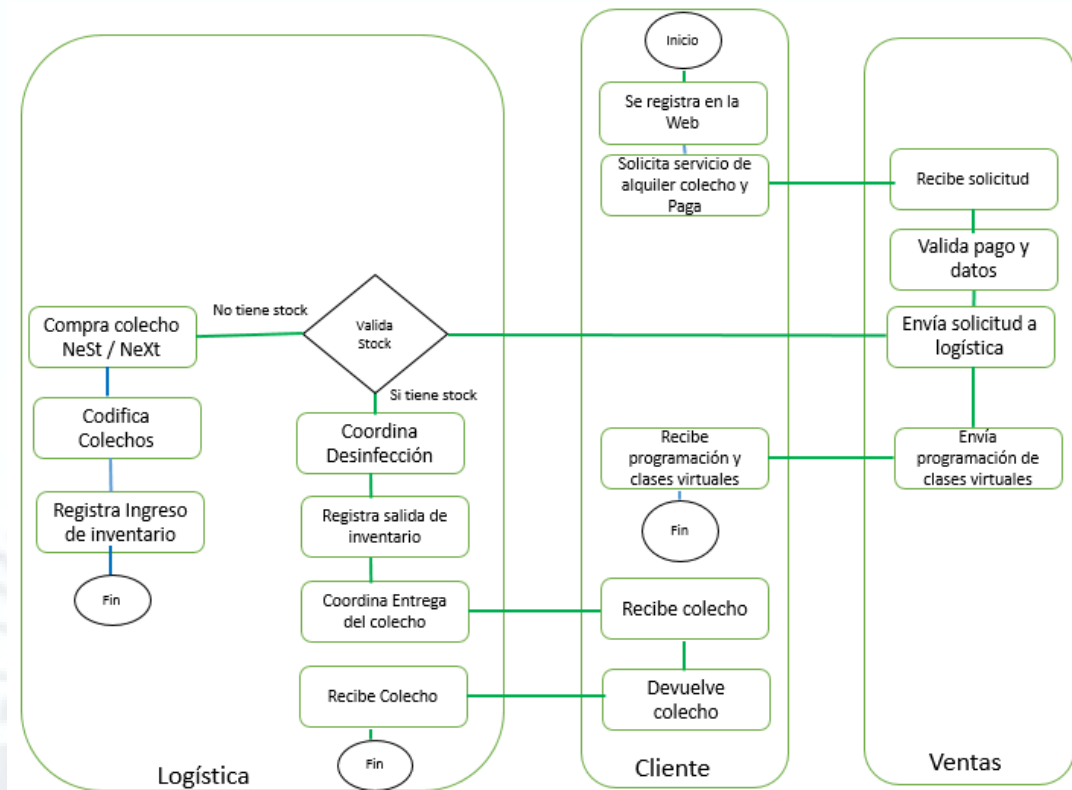 Inicio
Se registra en la
Web
Solicita servicio de
alquiler colecho y
Paga
Recibe solicitud
Valida pago y
datos
Envía solicitud a
logística
Valida
Stock
No tiene stock
Compra colecho
NeSt / NeXt
Codifica
Colechos
Registra Ingreso
de inventario
Fin
Si tiene stock
Coordina
Desinfección
Registra salida de
inventario
Coordina Entrega
del colecho
Envía
programación de
clases virtuales
Recibe
programación y
clases virtuales
Fin
Recibe colecho
Devuelve
colecho
Recibe Colecho
Fin
Logística
Cliente
Ventas